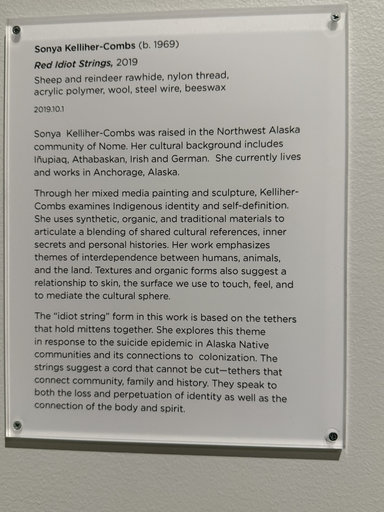 Sonya Kelliher-Combs (b. 1969)
Red Idiot Strings, 2019
Sheep and reindeer rawhide, nylon thread,
acrylic polymer, wool, steel wire, beeswax
2019.10.1
Sonya Kelliher-Combs was raised in the Northwest Alaska
community of Nome. Her cultural background includes
Iñupiaq, Athabaskan, Irish and German. She currently lives
and works in Anchorage, Alaska.
Through her mixed media painting and sculpture, Kelliher-
Combs examines Indigenous identity and self-definition.
She uses synthetic, organic, and traditional materials to
articulate a blending of shared cultural references, inner
secrets and personal histories. Her work emphasizes
themes of interdependence between humans, animals,
and the land. Textures and organic forms also suggest a
relationship to skin, the surface we use to touch, feel, and
to mediate the cultural sphere.
The “idiot string” form in this work is based on the tethers
that hold mittens together. She explores this theme
in response to the suicide epidemic in Alaska Native
communities and its connections to colonization. The
strings suggest a cord that cannot be cut—tethers that
connect community, family and history. They speak to
both the loss and perpetuation of identity as well as the
connection of the body and spirit.